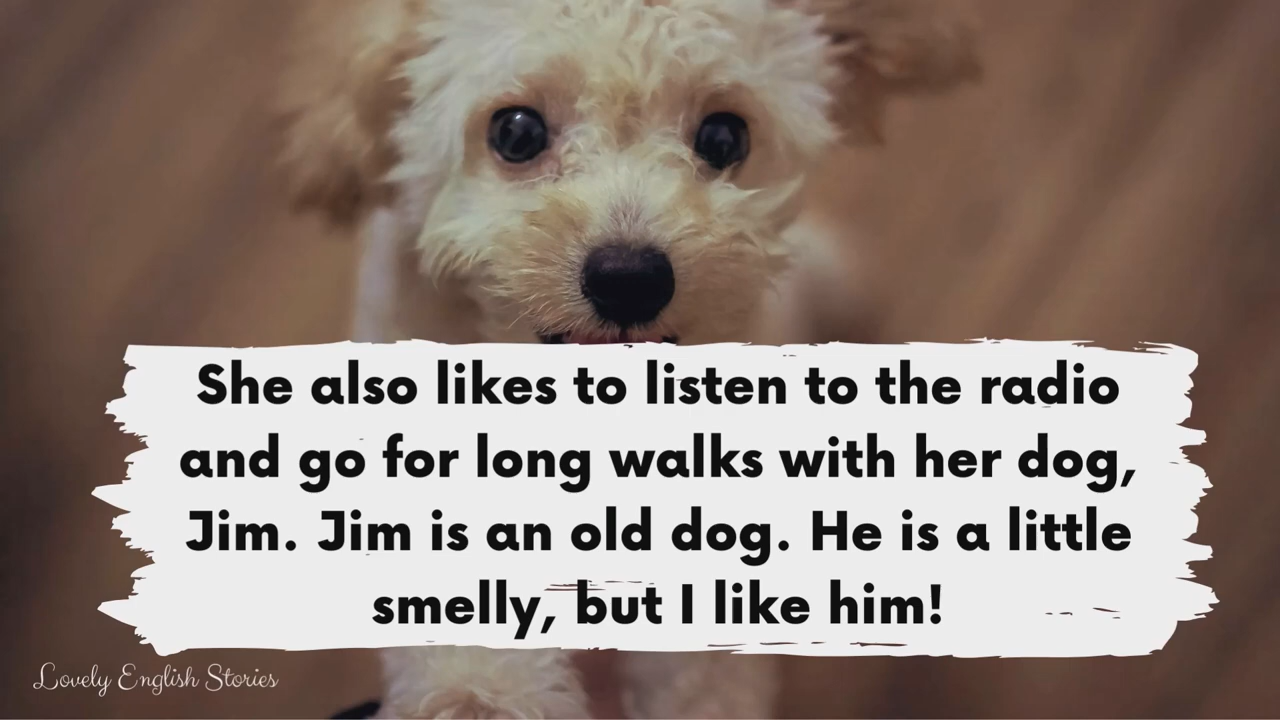 She also likes to listen to the radio
and go for long walks with her dog,
Jim. Jim is an old dog. He is a little
smelly, but I like him!
Lovely English Stories